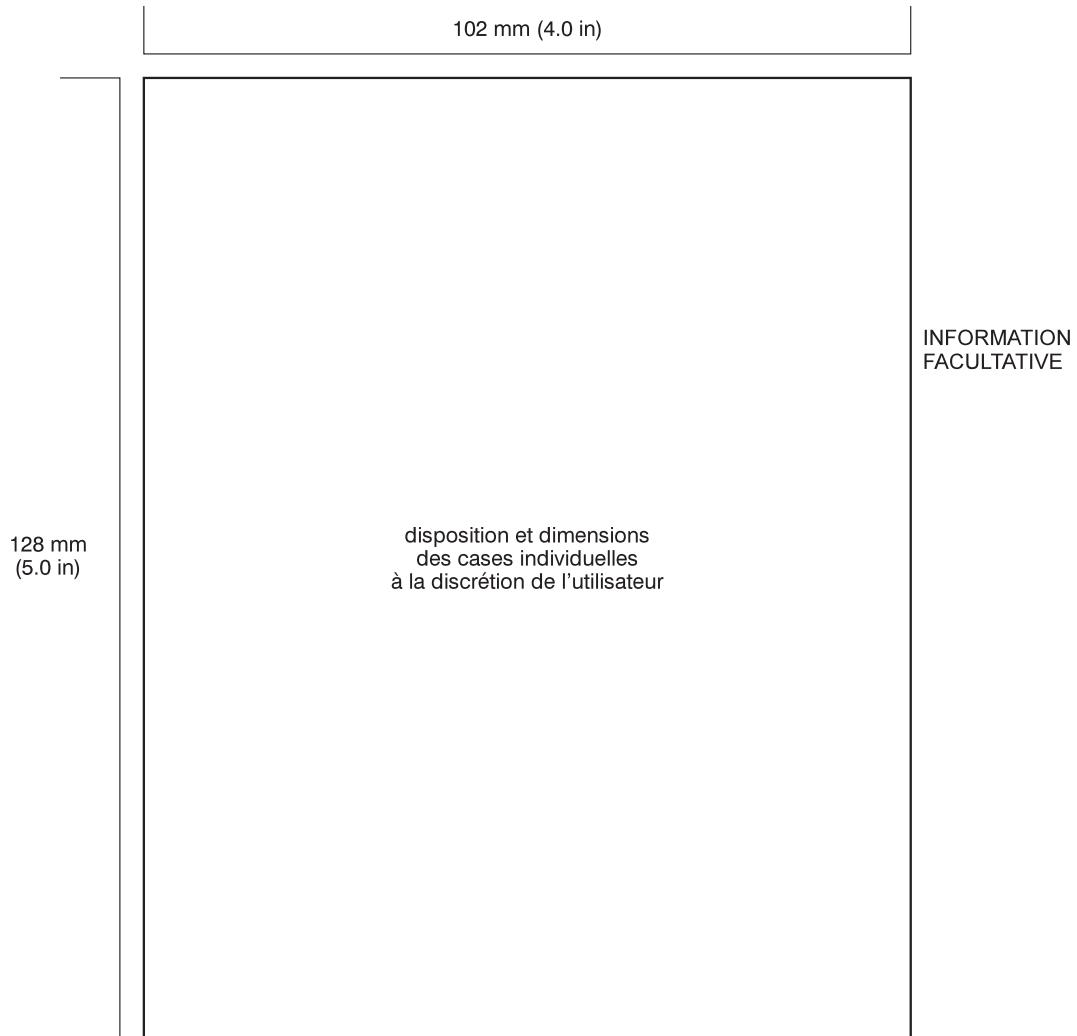 102 mm (4.0 in)
INFORMATION
FACULTATIVE
128 mm
(5.0 in)
disposition et dimensions
des cases individuelles
à la discrétion de l’utilisateur